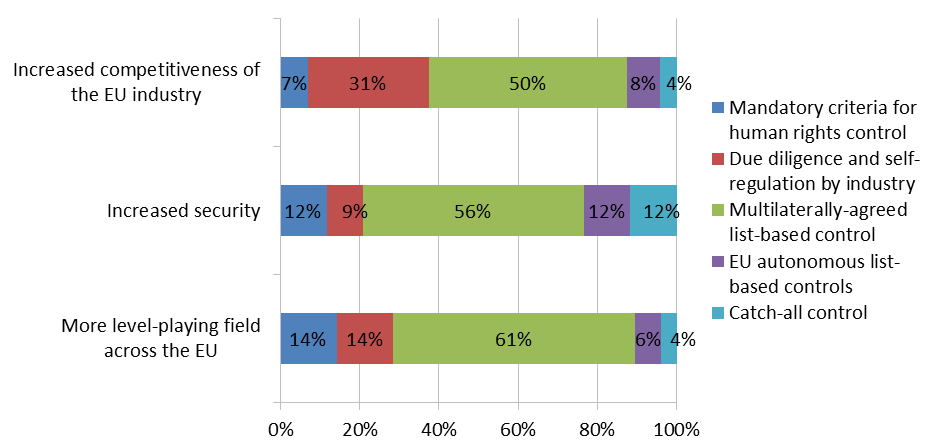 Increased competitiveness of
the EU industry
7%
31%
50%
8%
4%
Increased security
12%
9%
56%
12%
12%
More level-playing field
across the EU
14%
14%
61%
6%
4%
0%
20%
40%
60%
80%
100%
Mandatory criteria for
human rights control
Due diligence and self-
regulation by industry
Multilaterally-agreed
list-based control
EU autonomous list-
based controls
Catch-all control